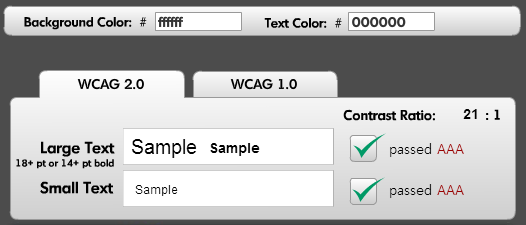 Background Color: # ffffff Text Color: # 000000
WCAG 2.0 WCAG 1.0
Contrast Ratio: 21 : 1
Large Text Sample Sample passed AAA
18+ pt or 14+ pt bold
Small Text Sample passed AAA